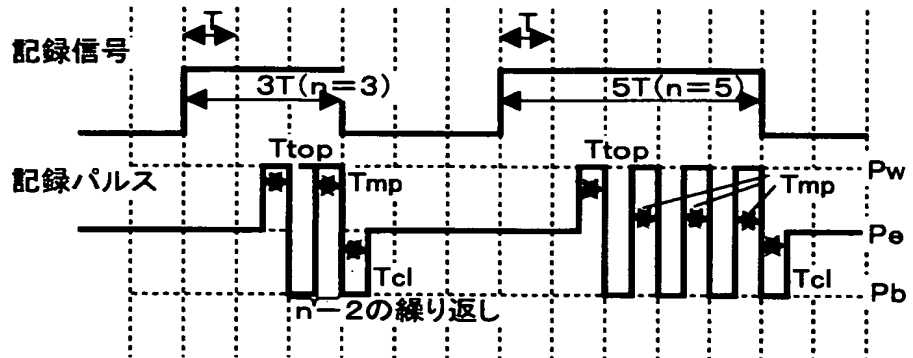 T T
記録信号
3T(n=3) 5T(n=5)
Ttop Ttop
記録パルス Tmp Tmp Pw
Pe
Tcl Tcl
Pb
n-2の繰り返し